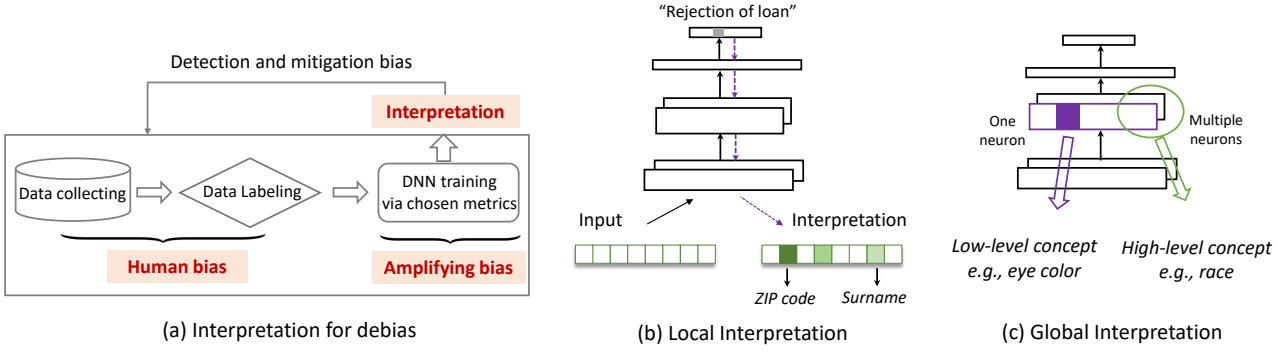 Detection and mitigation bias
Interpretation
Data collecting
Data Labeling
DNN training
via chosen metrics
Human bias
Amplifying bias
(a) Interpretation for debias
“Rejection of loan”
Input
Interpretation
ZIP code
Surname
(b) Local Interpretation
One
neuron
Multiple
neurons
Low-level concept
e.g., eye color
High-level concept
e.g., race
(c) Global Interpretation